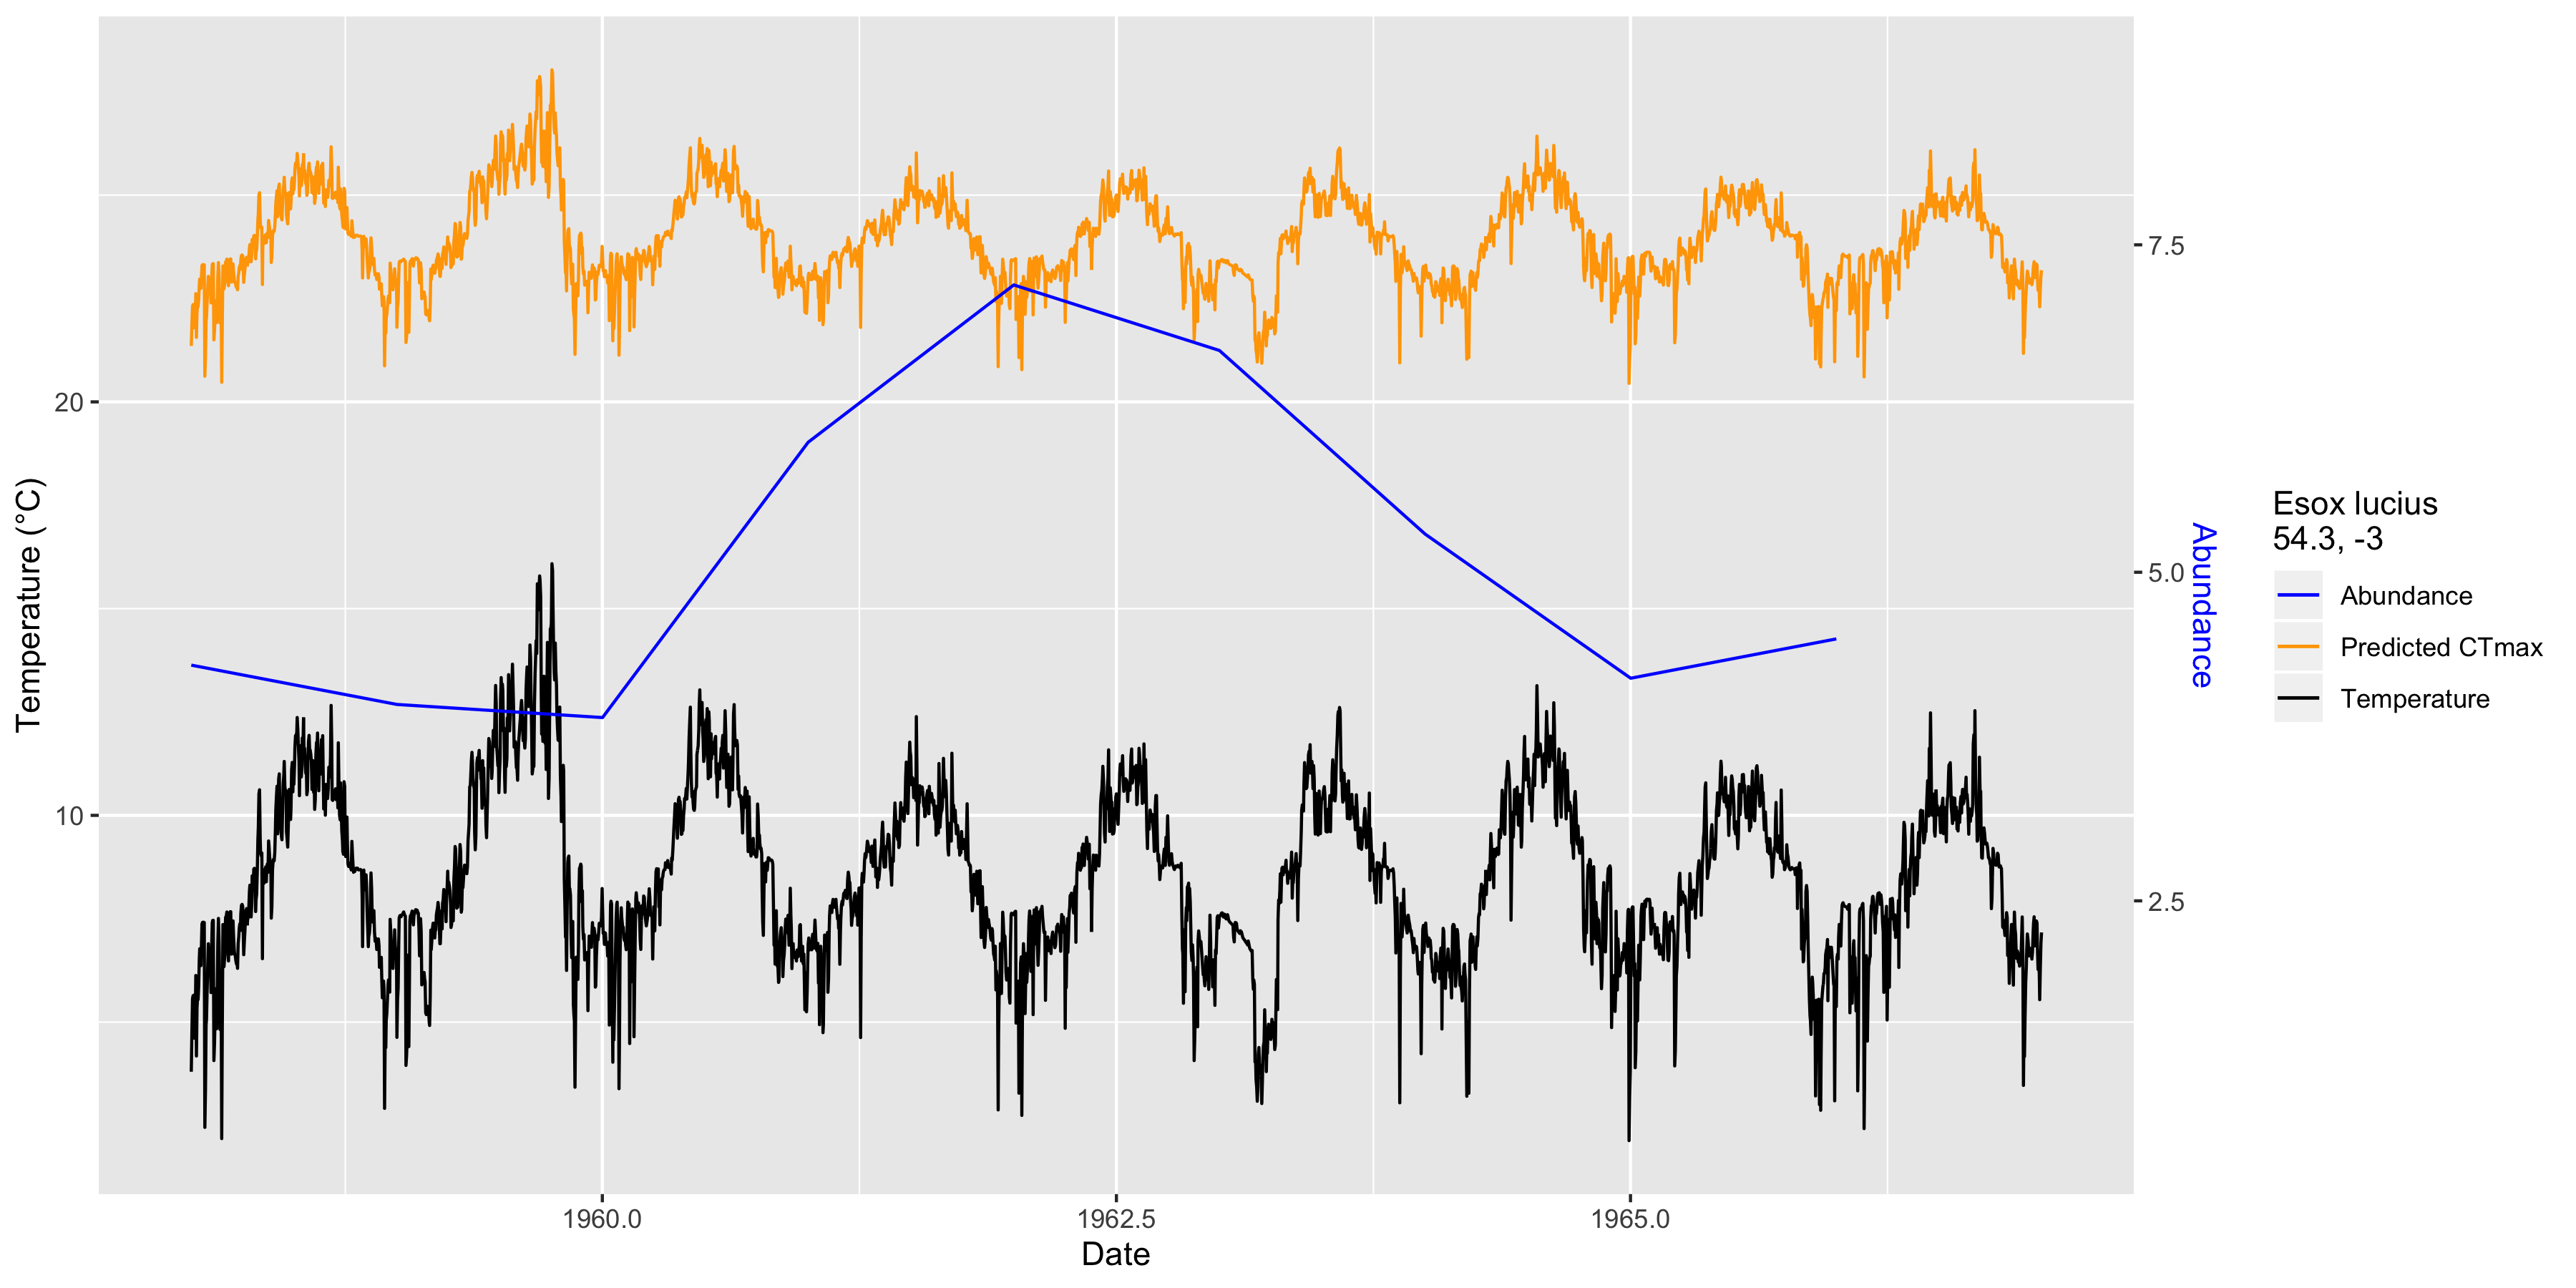 Temperature (°C)
20
10
1960.0
1962.5
1965.0
Date
7.5
5.0
2.5
Abundance
Esox lucius
54.3, -3
Abundance
Predicted CTmax
Temperature